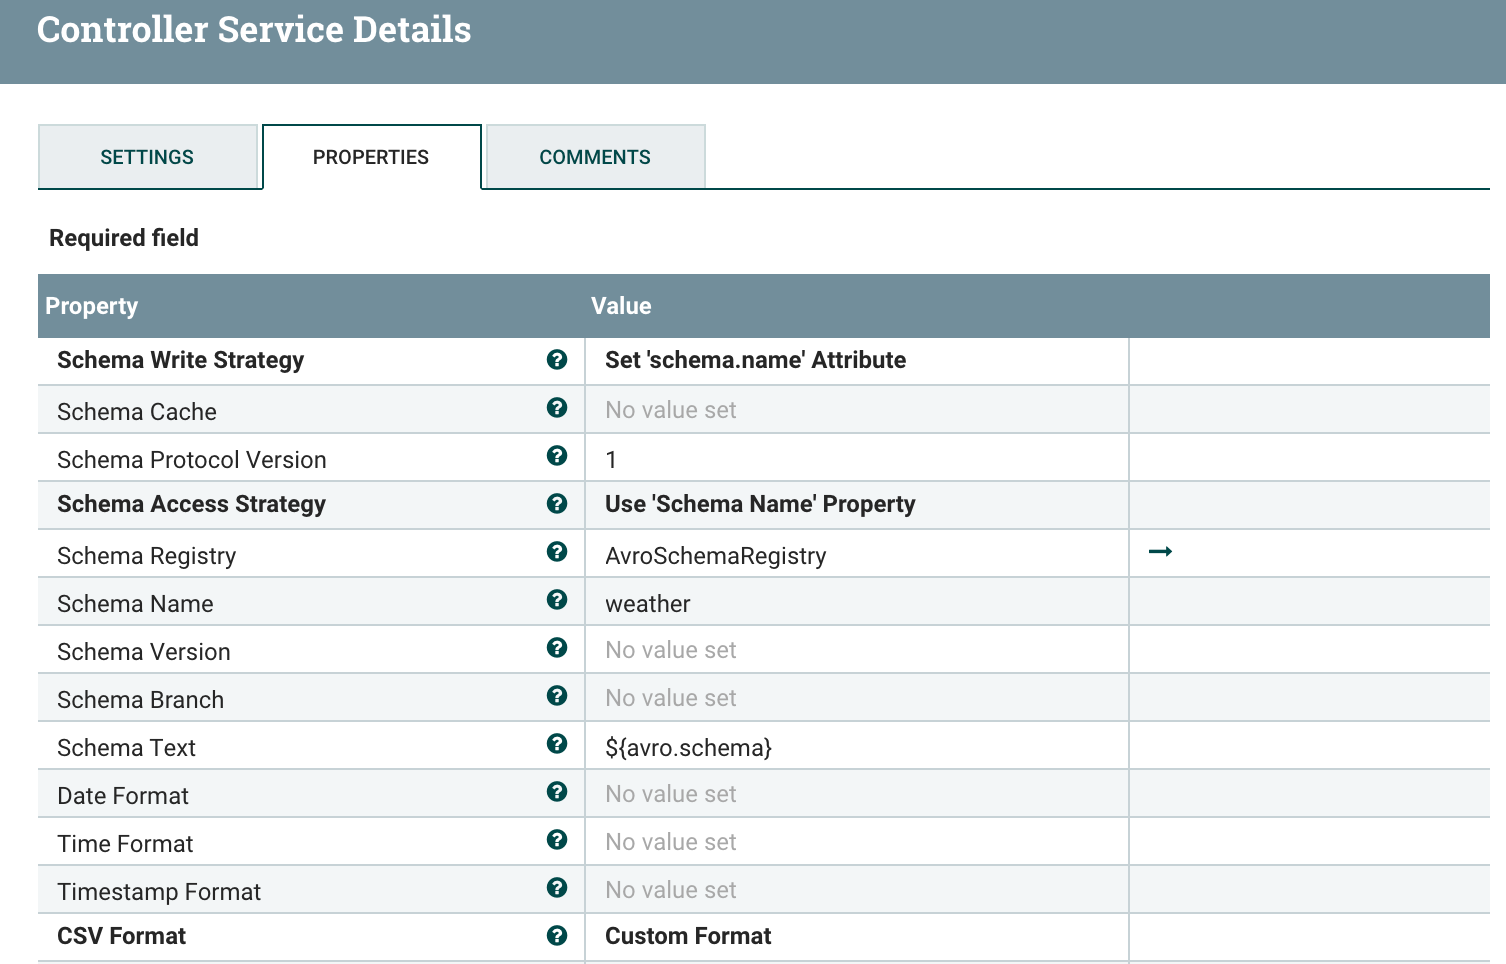 Controller Service Details
SETTINGS PROPERTIES COMMENTS
Required field
Property Value
Schema Write Strategy Set 'schema.name' Attribute
Schema Cache No value set
Schema Protocol Version 1
Schema Access Strategy Use 'Schema Name' Property
Schema Registry AvroSchemaRegistry
Schema Name weather
Schema Version No value set
Schema Branch No value set
Schema Text ${avro.schema}
Date Format No value set
Time Format No value set
Timestamp Format No value set
CSV Format Custom Format